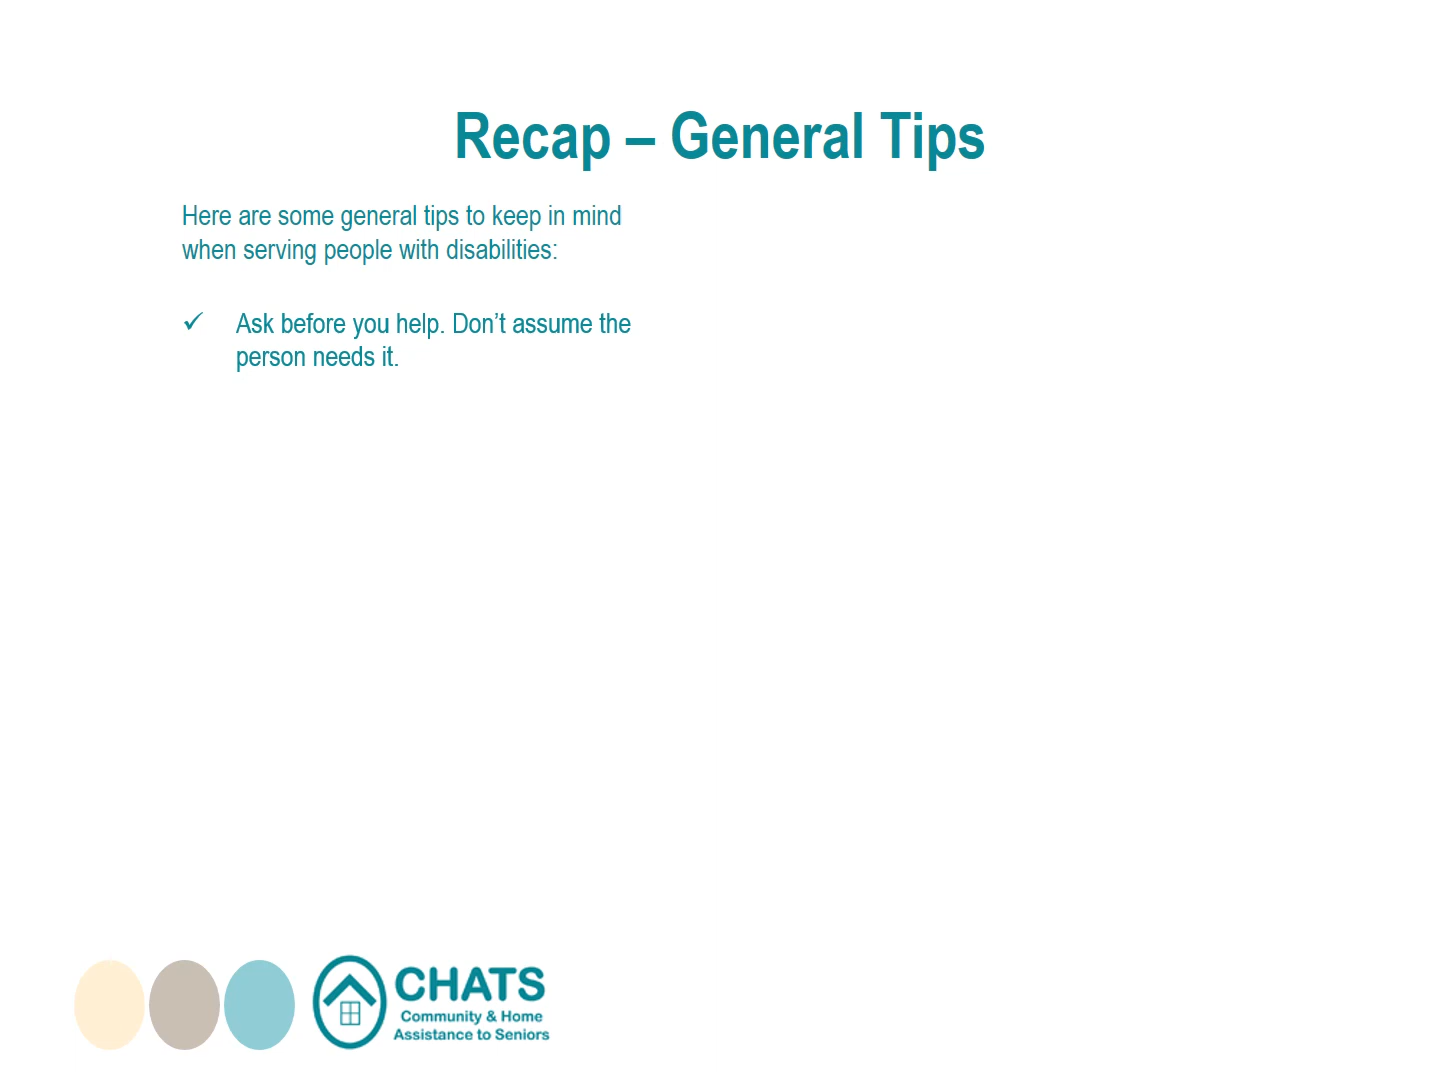 Recap – General Tips
Here are some general tips to keep in mind
when serving people with disabilities:
✓ Ask before you help. Don’t assume the
person needs it.
CHATS
Community & Home
Assistance to Seniors